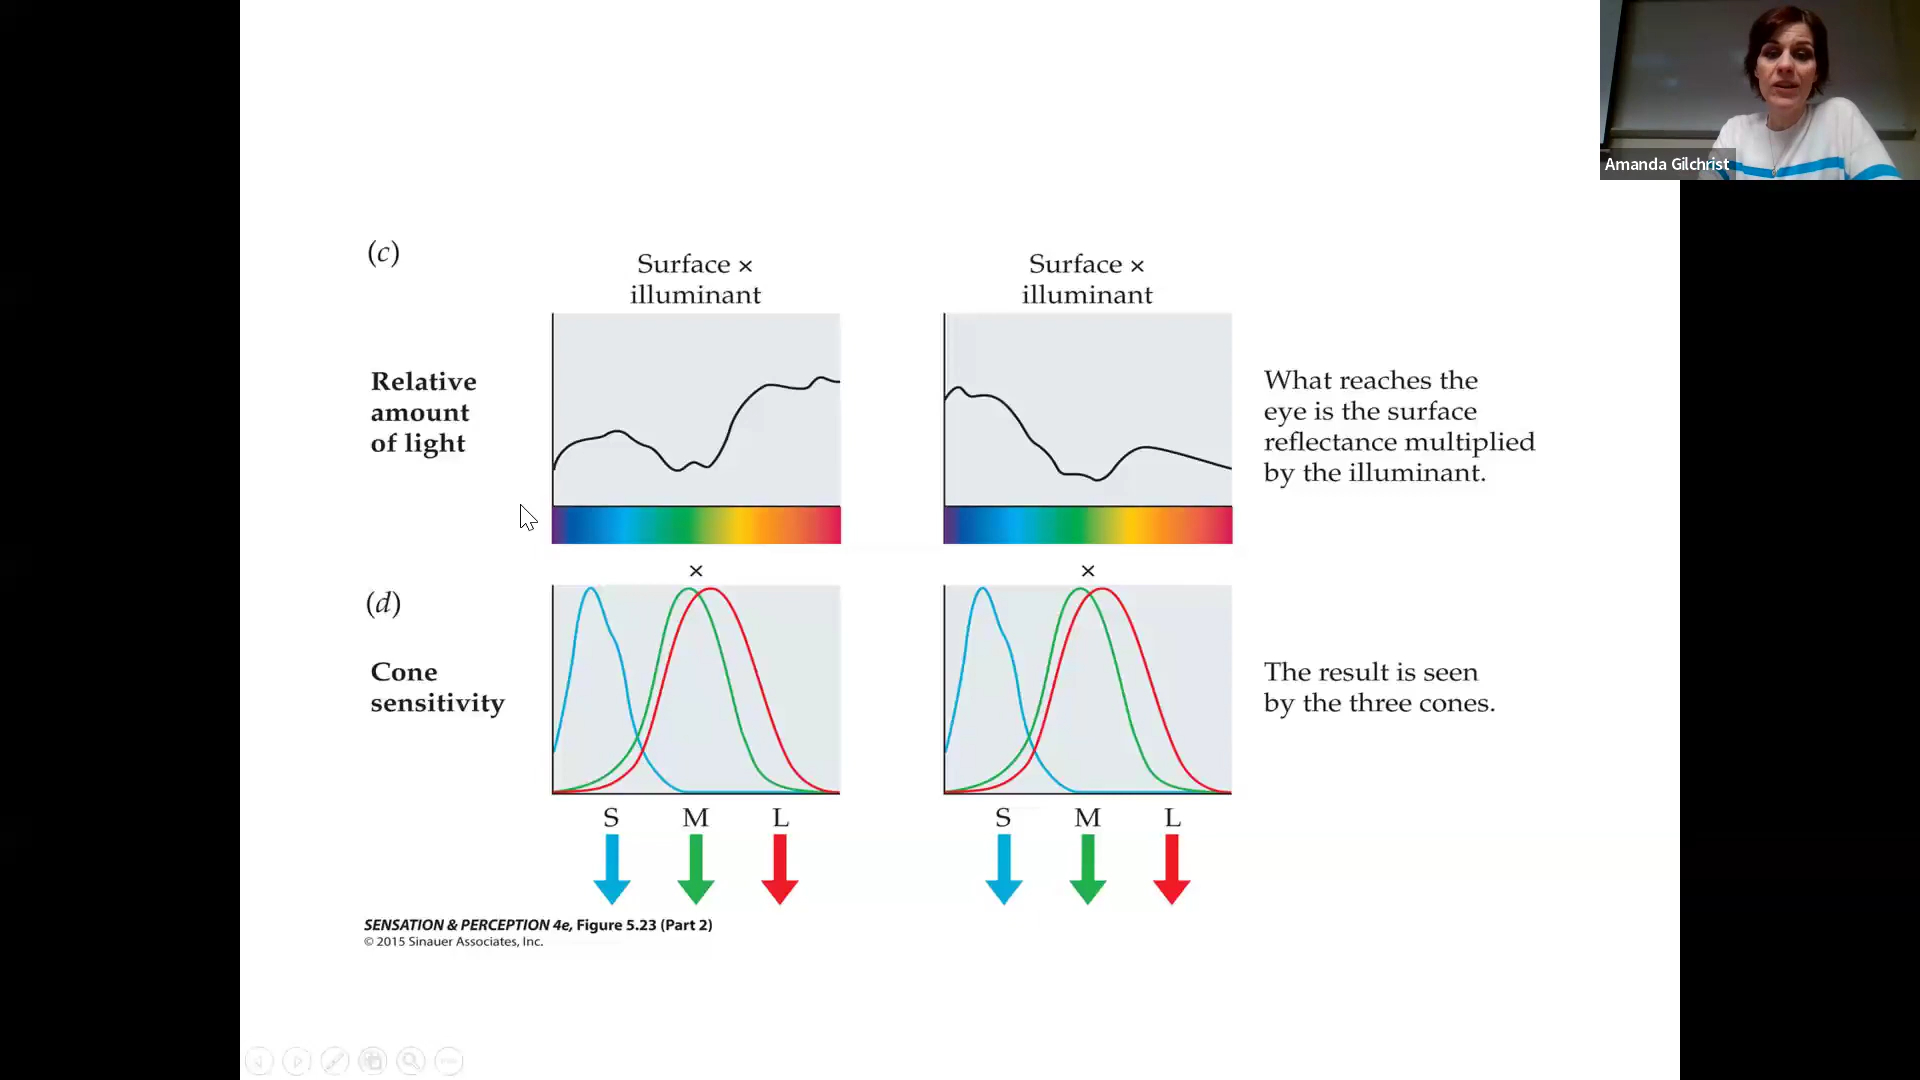 Amanda Gilchrist
(c)
Surface ×
illuminant
Surface ×
illuminant
Relative
amount
of light
What reaches the
eye is the surface
reflectance multiplied
by the illuminant.
×
×
(d)
Cone
sensitivity
The result is seen
by the three cones.
S M L
S M L
SENSATION & PERCEPTION 4e, Figure 5.23 (Part 2)
© 2015 Sinauer Associates, Inc.